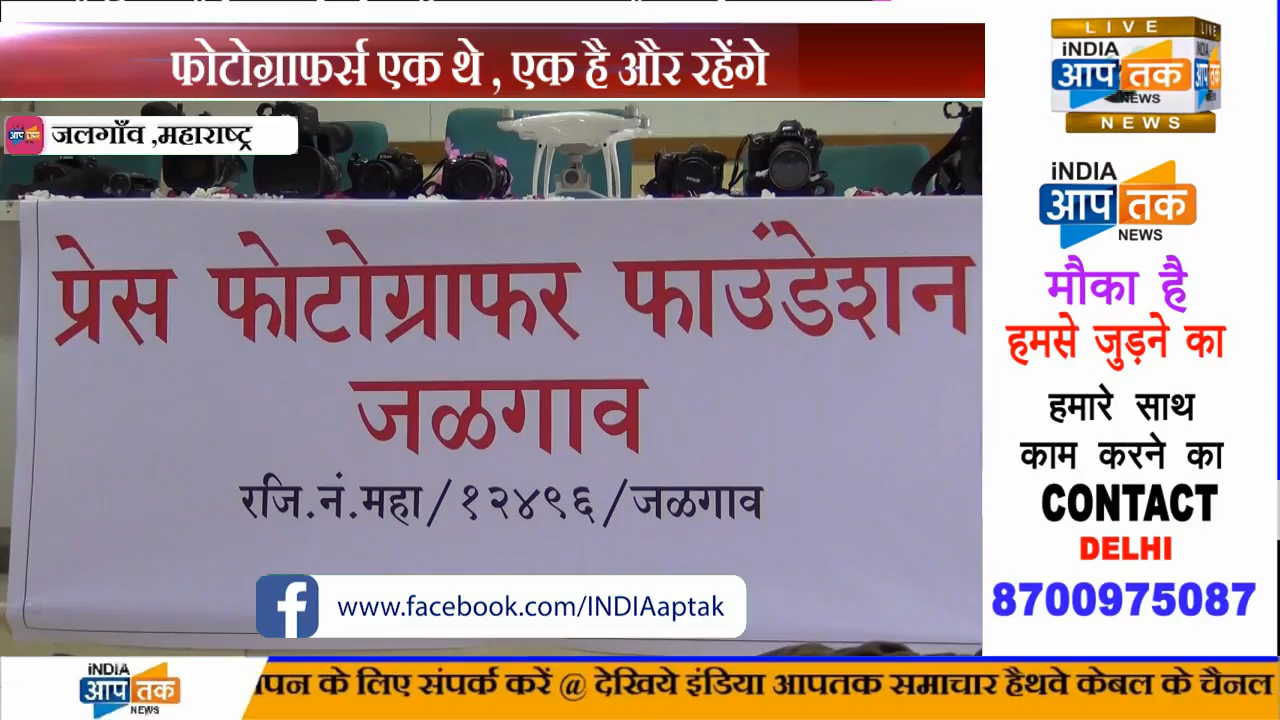 फोटोग्राफर्स एक थे , एक है और रहेंगे
जलगाँव ,महाराष्ट्र
प्रेस फोटोग्राफर फाउंडेशन
जळगाव
रजि.नं.महा/१२४९६/जळगाव
www.facebook.com/INDIAaptak
LIVE
INDIA
आप तक
NEWS
NEWS
INDIA
आप तक
NEWS
मौका है
हमसे जुड़ने का
हमारे साथ
काम करने का
CONTACT
DELHI
8700975087
INDIA
आप तक
NEWS
पन के लिए संपर्क करें @ देखिये इंडिया आपतक समाचार हैथवे केबल के चैनल